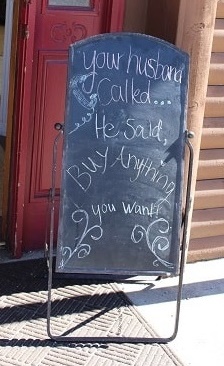 your husband
Called...
He Said,
Buy Anything
you want!